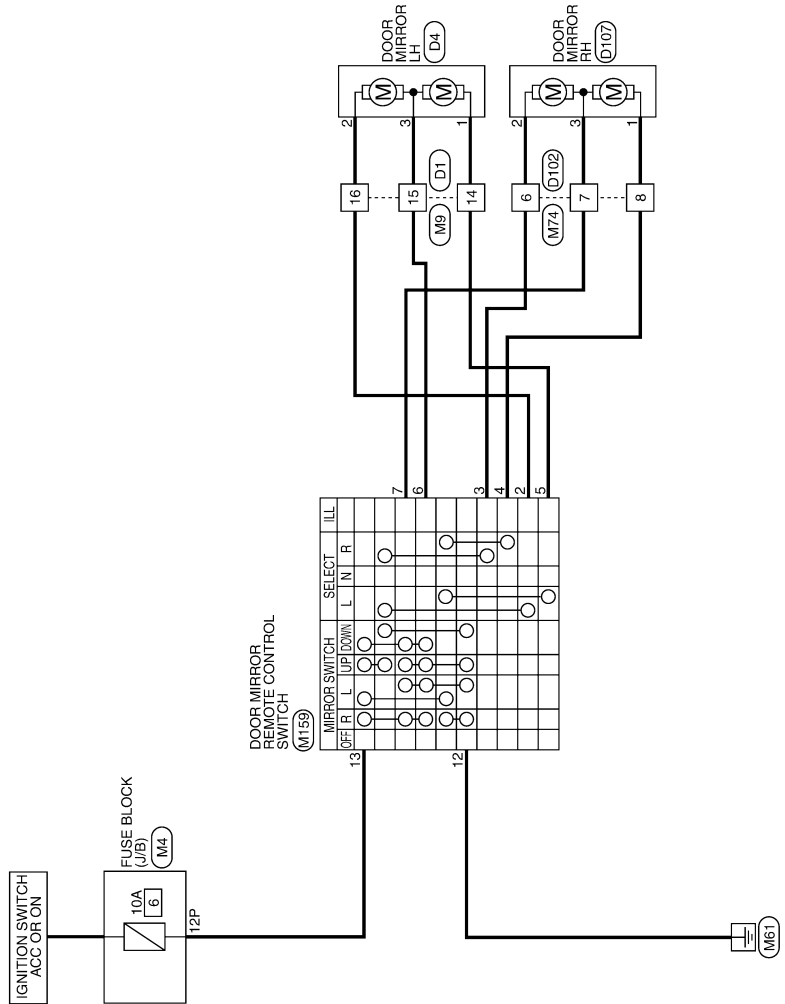 DOOR
MIRROR
LH
D4
DOOR
MIRROR
RH
D107
M
M
M
M
2
3
1
2
3
1
16
15
14
6
7
8
M9
D1
M74
D102
7
6
3
4
2
5
DOOR MIRROR
REMOTE CONTROL
SWITCH
M159
MIRROR SWITCH
SELECT
ILL
OFF
R
L
UP
DOWN
L
N
R
13
12
FUSE BLOCK
(J/B)
M4
10A
6
12P
IGNITION SWITCH
ACC OR ON
M61